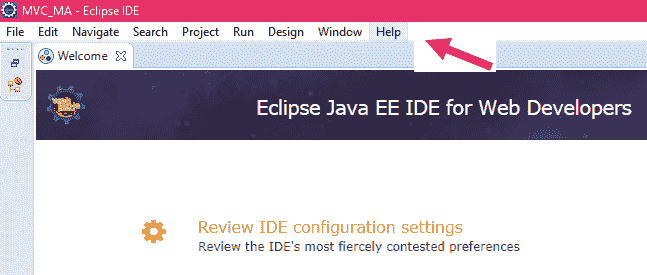 MVC_MA - Eclipse IDE
File Edit Navigate Search Project Run Design Window Help
Welcome
Eclipse Java EE IDE for Web Developers
Review IDE configuration settings
Review the IDE's most fiercely contested preferences